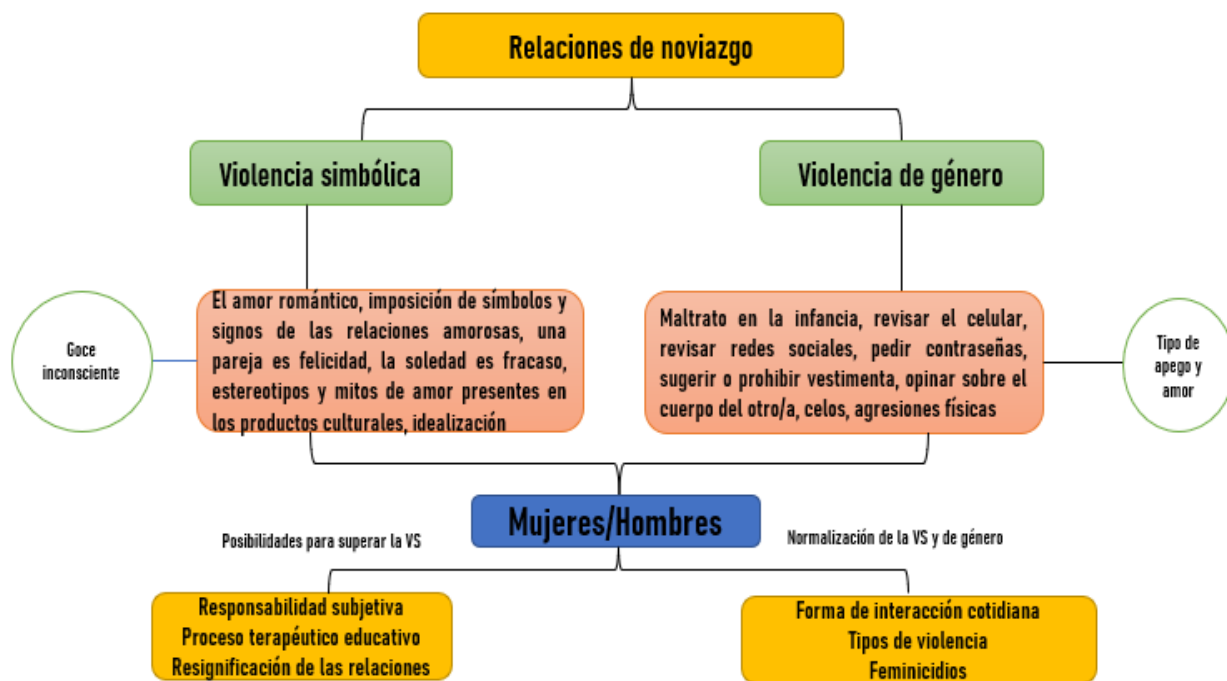 Relaciones de noviazgo
Violencia simbólica
Violencia de género
Goce
inconsciente
El amor romántico, imposición de símbolos y
signos de las relaciones amorosas, una
pareja es felicidad, la soledad es fracaso,
estereotipos y mitos de amor presentes en
los productos culturales, idealización
Maltrato en la infancia, revisar el celular,
revisar redes sociales, pedir contraseñas,
sugerir o prohibir vestimenta, opinar sobre el
cuerpo del otro/a, celos, agresiones físicas
Tipo de
apego y
amor
Mujeres/Hombres
Posibilidades para superar la VS
Normalización de la VS y de género
Responsabilidad subjetiva
Proceso terapéutico educativo
Resignificación de las relaciones
Forma de interacción cotidiana
Tipos de violencia
Feminicidios